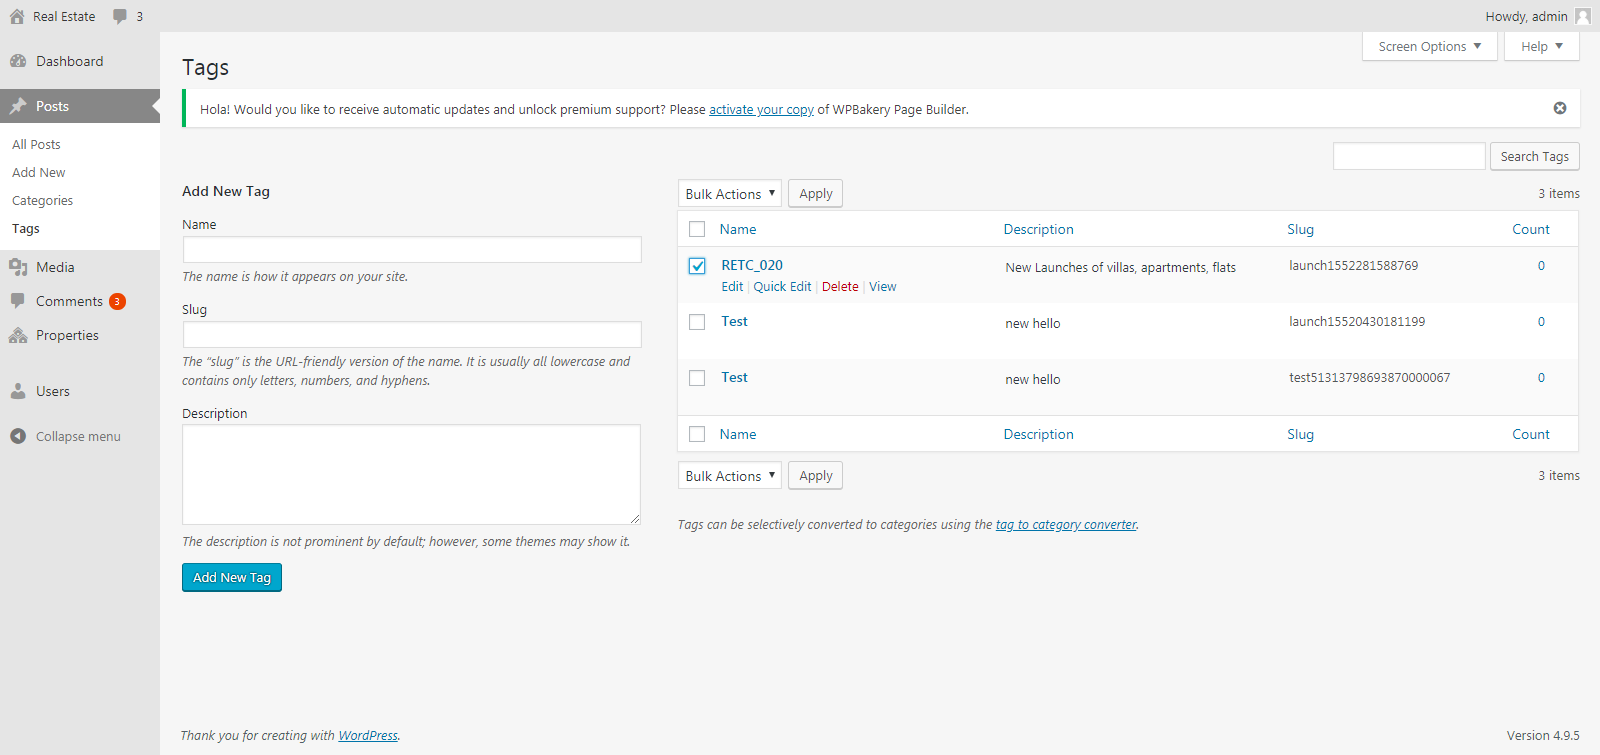 Real Estate 3 Howdy, admin
Dashboard
Posts
All Posts
Add New
Categories
Tags
Media
Comments 3
Properties
Users
Collapse menu
Screen Options Help
Tags
Hola! Would you like to receive automatic updates and unlock premium support? Please activate your copy of WPBakery Page Builder.
Search Tags
Add New Tag
Name
The name is how it appears on your site.
Slug
The “slug” is the URL-friendly version of the name. It is usually all lowercase and
contains only letters, numbers, and hyphens.
Description
The description is not prominent by default; however, some themes may show it.
Add New Tag
Bulk Actions Apply 3 items
Name Description Slug Count
RETC_020 New Launches of villas, apartments, flats launch1552281588769 0
Edit | Quick Edit | Delete | View
Test new hello launch15520430181199 0
Test new hello test51313798693870000067 0
Name Description Slug Count
Bulk Actions Apply 3 items
Tags can be selectively converted to categories using the tag to category converter.
Thank you for creating with WordPress. Version 4.9.5